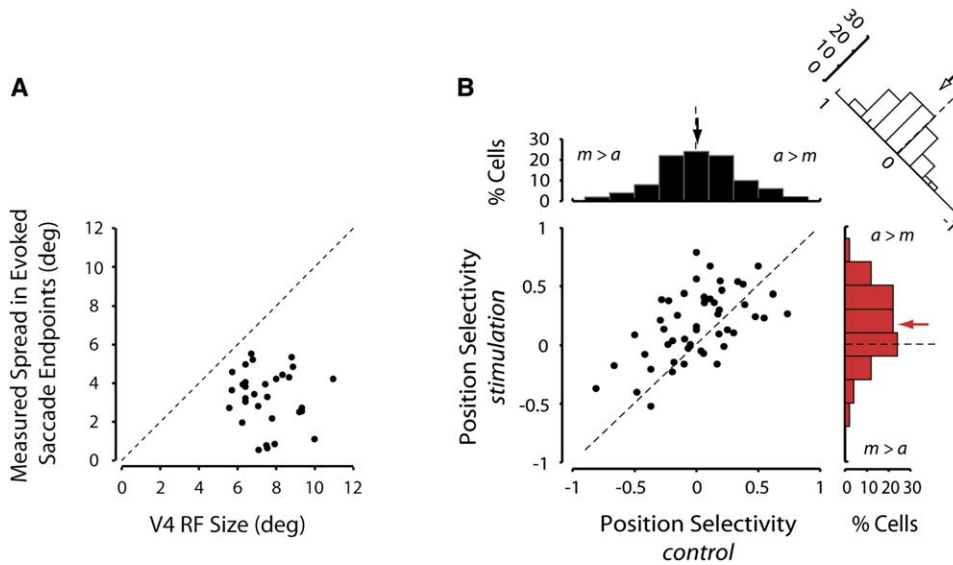 A
Measured Spread in Evoked
Saccade Endpoints (deg)
12
10
8
6
4
2
0
0 2 4 6 8 10 12
V4 RF Size (deg)
B
% Cells
30
20
10
0
m > a
a > m
30
20
10
0
1
0
-1
Position Selectivity
stimulation
1
0.5
0
-0.5
-1
-1 -0.5 0 0.5 1
Position Selectivity
control
a > m
m > a
0 10 20 30
% Cells